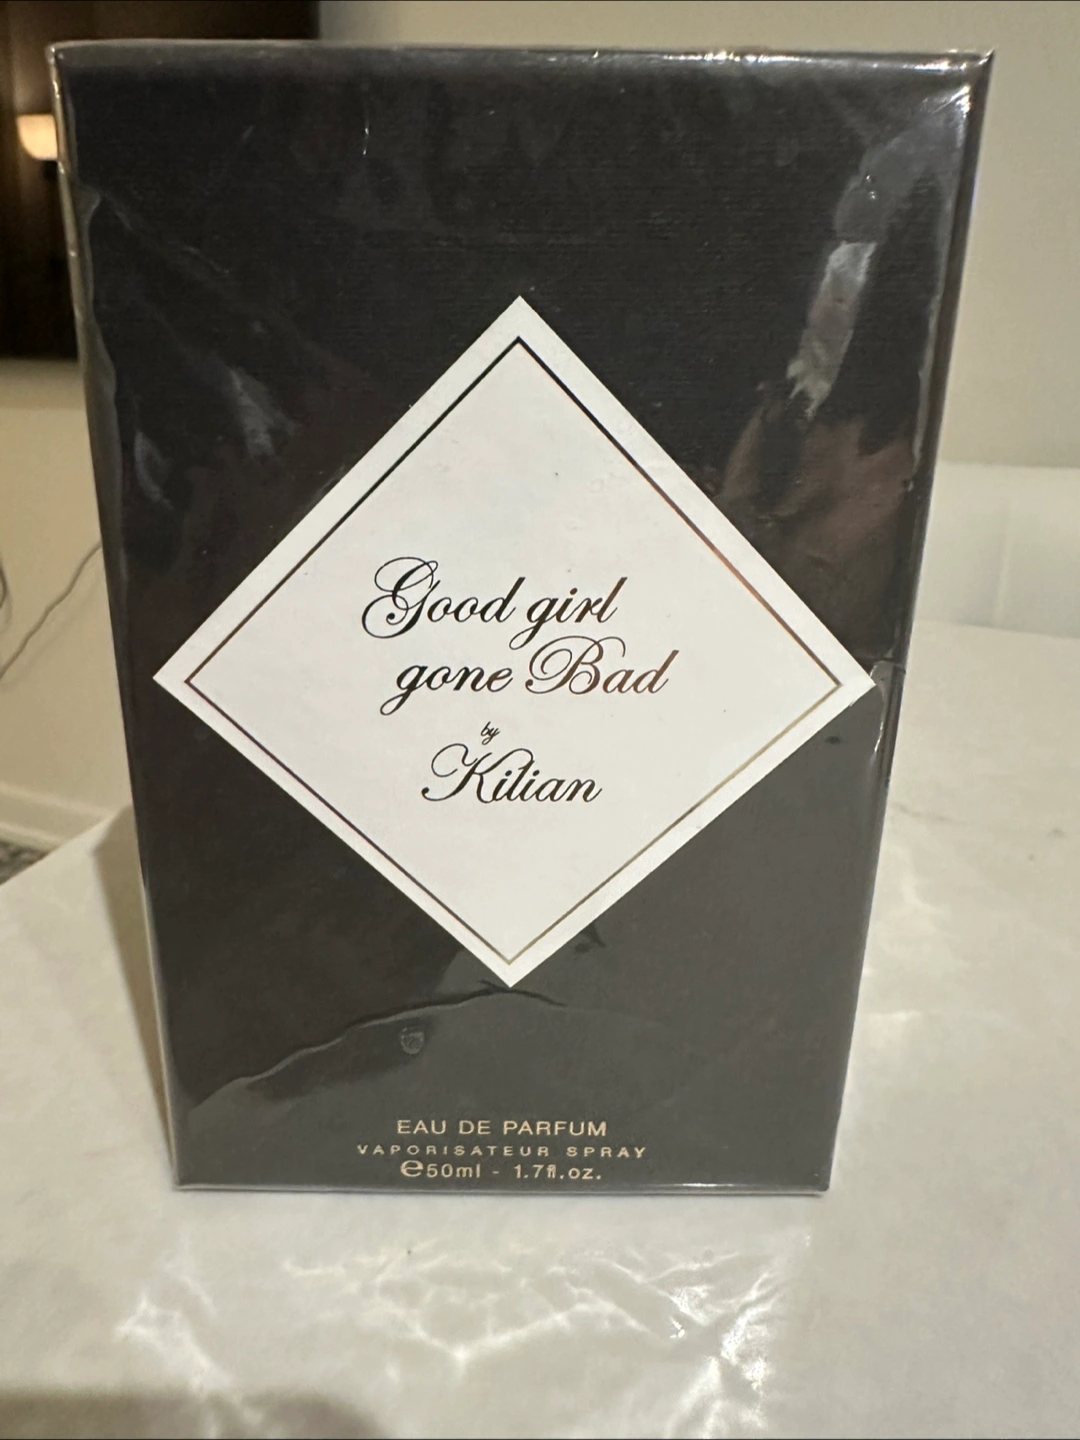 Good girl
gone Bad
by
Kilian
EAU DE PARFUM
VAPORISATEUR SPRAY
℮50ml - 1.7fl.oz.